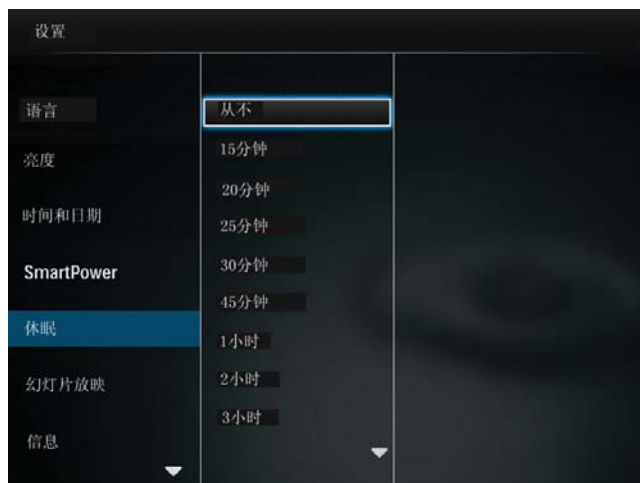 设置
语言
亮度
时间和日期
SmartPower
休眠
幻灯片放映
信息
从不
15分钟
20分钟
25分钟
30分钟
45分钟
1小时
2小时
3小时